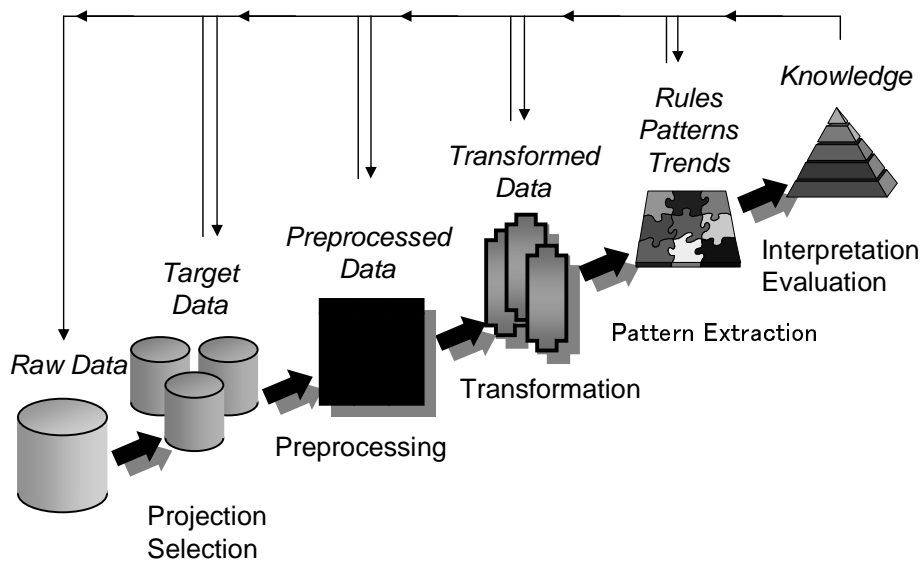 Raw Data
Projection
Selection
Target
Data
Preprocessing
Preprocessed
Data
Transformation
Transformed
Data
Pattern Extraction
Rules
Patterns
Trends
Interpretation
Evaluation
Knowledge